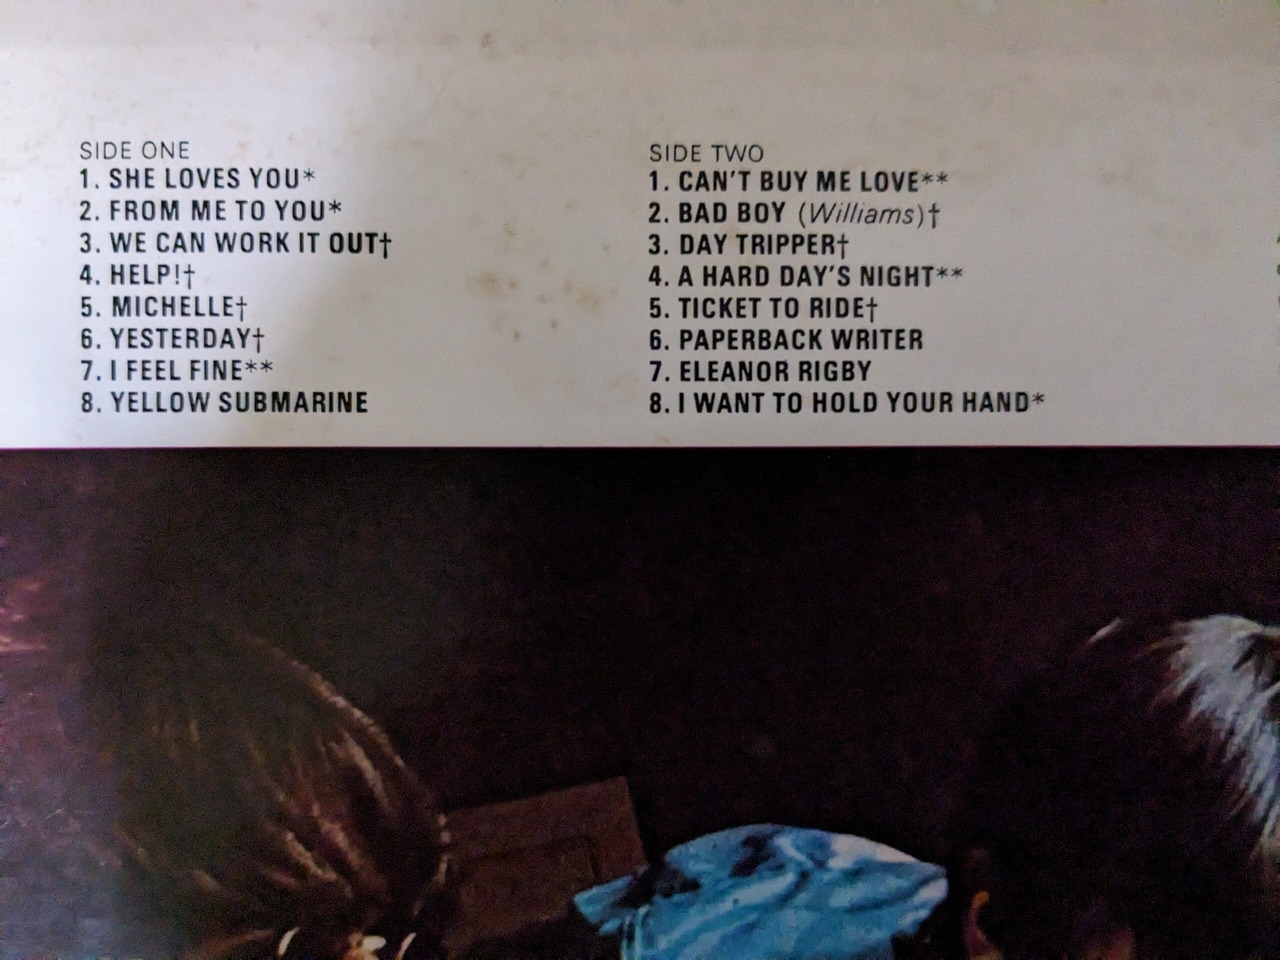 SIDE ONE
1. SHE LOVES YOU*
2. FROM ME TO YOU*
3. WE CAN WORK IT OUT†
4. HELP!†
5. MICHELLE†
6. YESTERDAY†
7. I FEEL FINE**
8. YELLOW SUBMARINE
SIDE TWO
1. CAN'T BUY ME LOVE**
2. BAD BOY (Williams)†
3. DAY TRIPPER†
4. A HARD DAY'S NIGHT**
5. TICKET TO RIDE†
6. PAPERBACK WRITER
7. ELEANOR RIGBY
8. I WANT TO HOLD YOUR HAND*